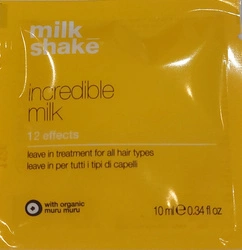 milk
shake
incredible
milk
12 effects
leave in treatment for all hair types
leave in per tutti i tipi di capelli
with organic
muru muru
10 ml ℮ 0.34 fl oz